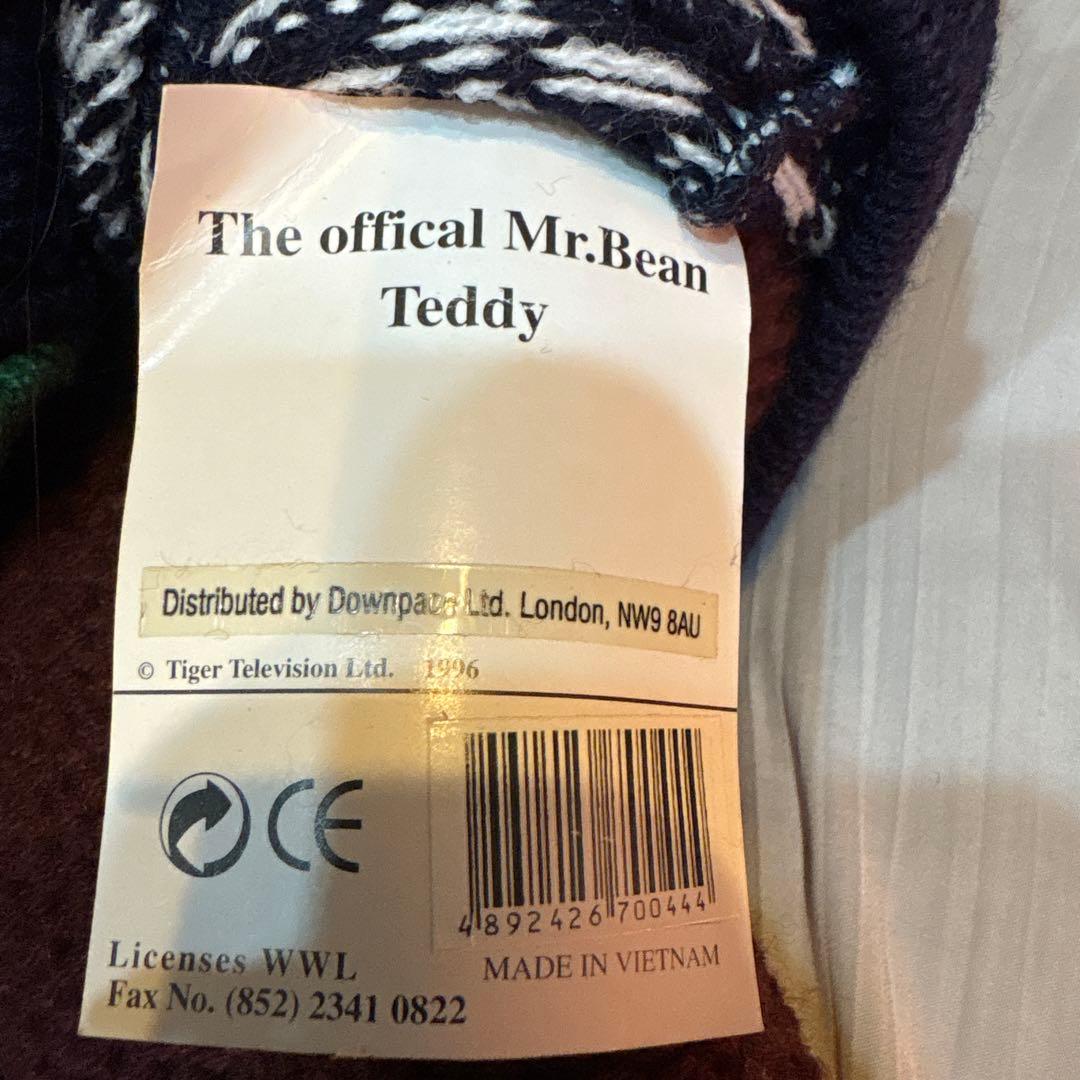 The offical Mr.Bean
Teddy
Distributed by Downpace Ltd. London, NW9 8AU
© Tiger Television Ltd. 1996
CE
4 892426 700444
Licenses WWL
MADE IN VIETNAM
Fax No. (852) 2341 0822